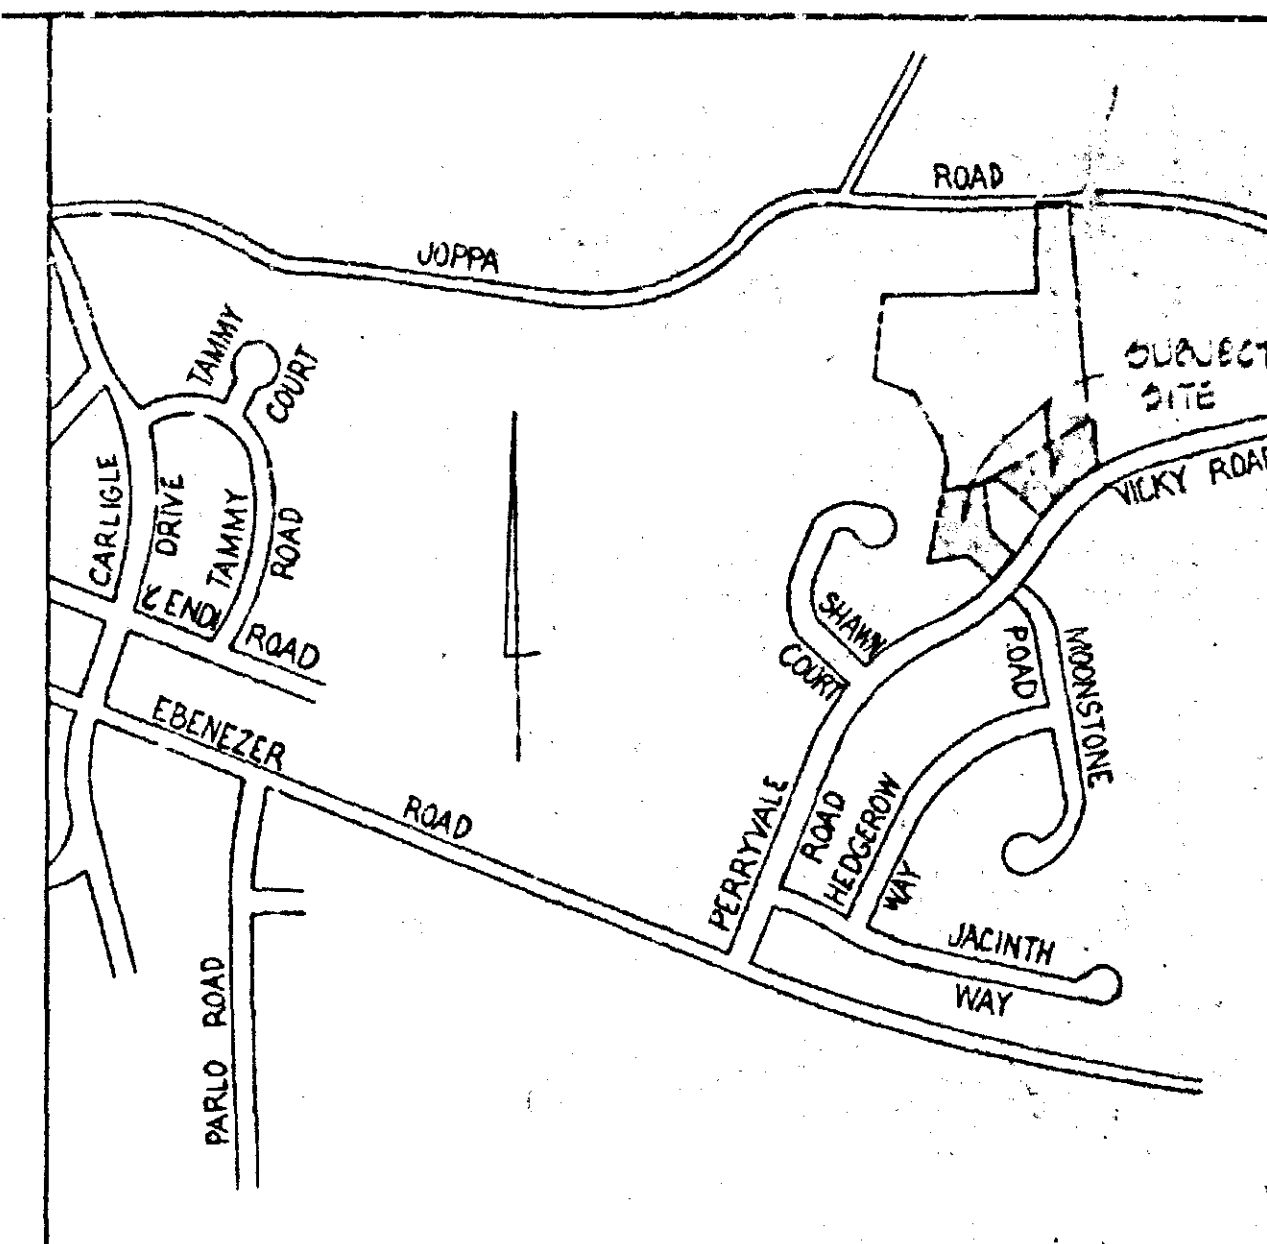 ROAD
JOPPA
TAMMY
COURT
SUBJECT
SITE
VICKY ROAD
CARLIGLE
DRIVE
TAMMY
ROAD
ROAD
SHAWN
COURT
ROAD
MOONSTONE
EBENEZER
ROAD
PERRYVALE
ROAD
HEDGEROW
WAY
JACINTH
WAY
PARLO ROAD